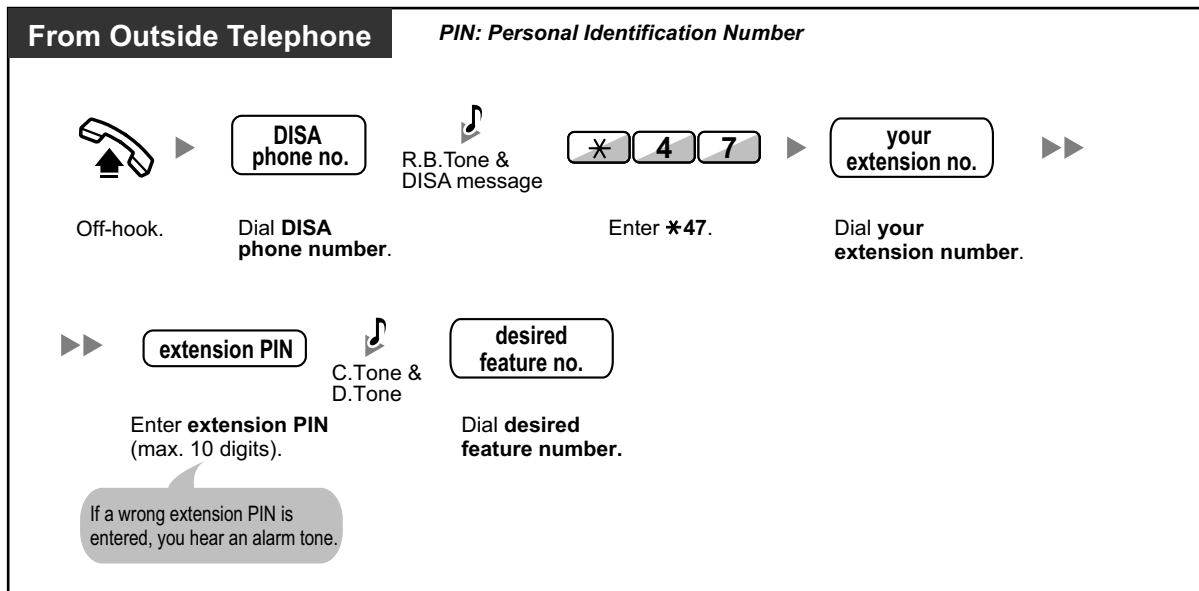 From Outside Telephone
PIN: Personal Identification Number
DISA
phone no.
R.B.Tone &
DISA message
* 4 7
your
extension no.
Off-hook.
Dial DISA
phone number.
Enter *47.
Dial your
extension number.
extension PIN
C.Tone &
D.Tone
desired
feature no.
Enter extension PIN
(max. 10 digits).
Dial desired
feature number.
If a wrong extension PIN is
entered, you hear an alarm tone.